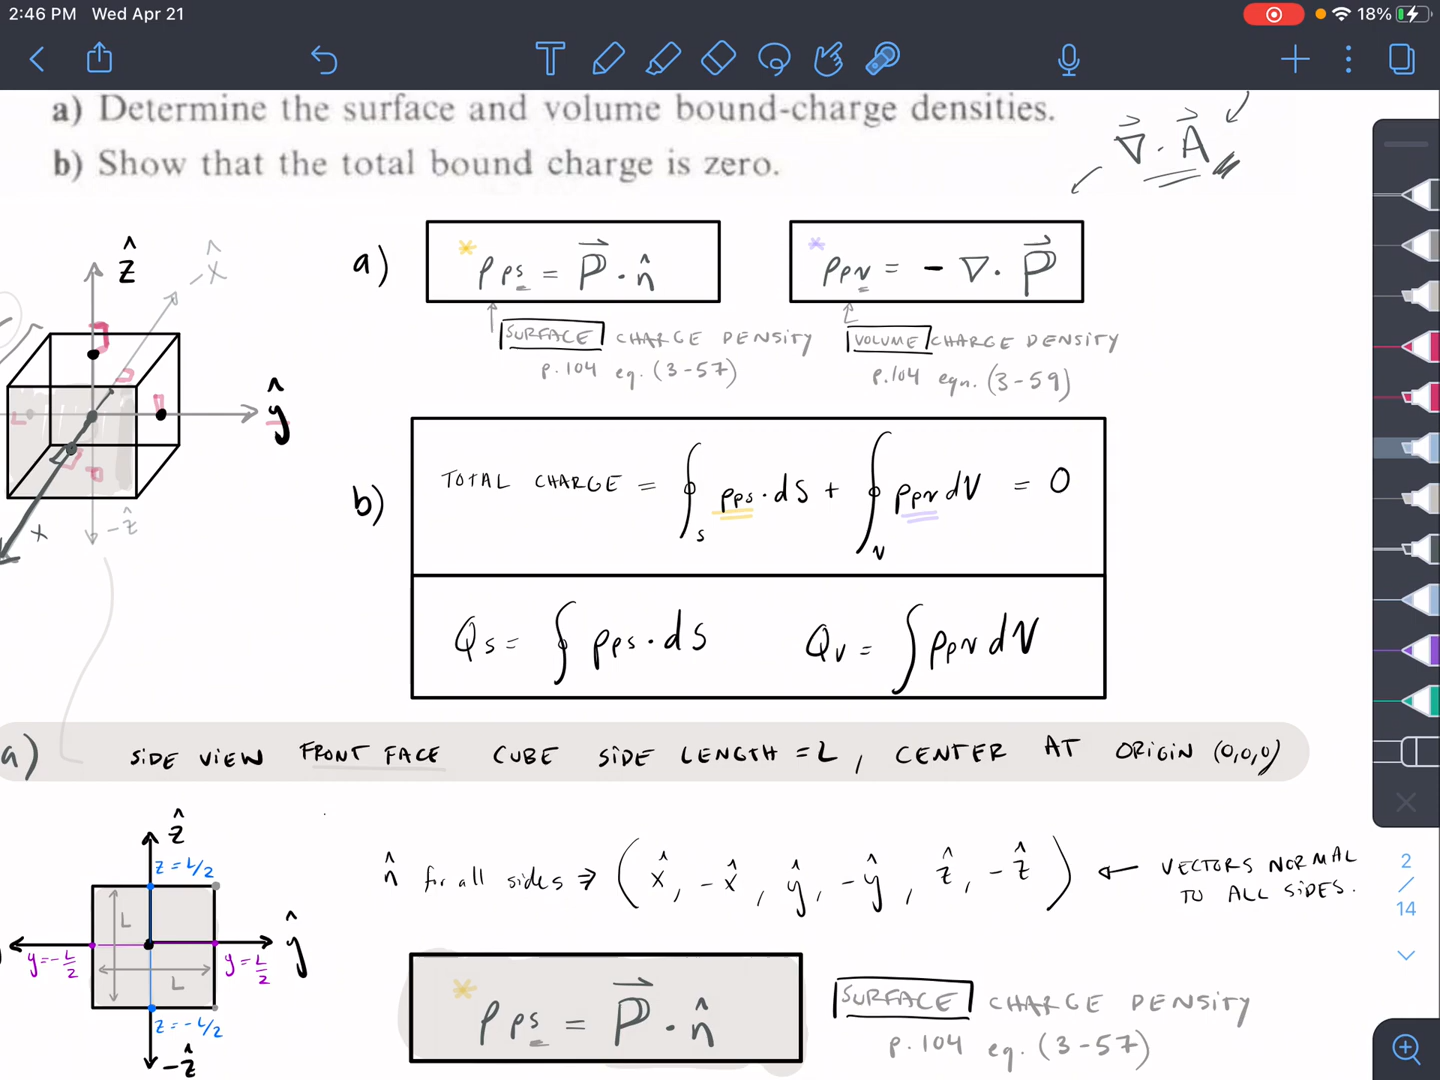 2:46 PM Wed Apr 21
18%
a) Determine the surface and volume bound-charge densities.
b) Show that the total bound charge is zero.
∇⃗ · A⃗
ẑ
-x̂
ŷ
x
-ẑ
a)
* ρps = P⃗ · n̂
* ρpv = - ∇ · P⃗
SURFACE CHARGE DENSITY
p. 104 eq. (3-57)
VOLUME CHARGE DENSITY
p. 104 eqn. (3-59)
b)
TOTAL CHARGE = ∮s ρps · ds + ∮v ρpv dV = 0
Qs = ∮ ρps · ds
Qv = ∫ ρpv dV
a) SIDE VIEW FRONT FACE CUBE SIDE LENGTH = L, CENTER AT ORIGIN (0,0,0)
ẑ
z = L/2
L
L
y = -L/2
y = L/2
ŷ
z = -L/2
-ẑ
n̂ for all sides ⇒ (x̂, -x̂, ŷ, -ŷ, ẑ, -ẑ) ← VECTORS NORMAL
TO ALL SIDES.
2
/
14
* ρps = P⃗ · n̂
SURFACE CHARGE DENSITY
p. 104 eq. (3-57)